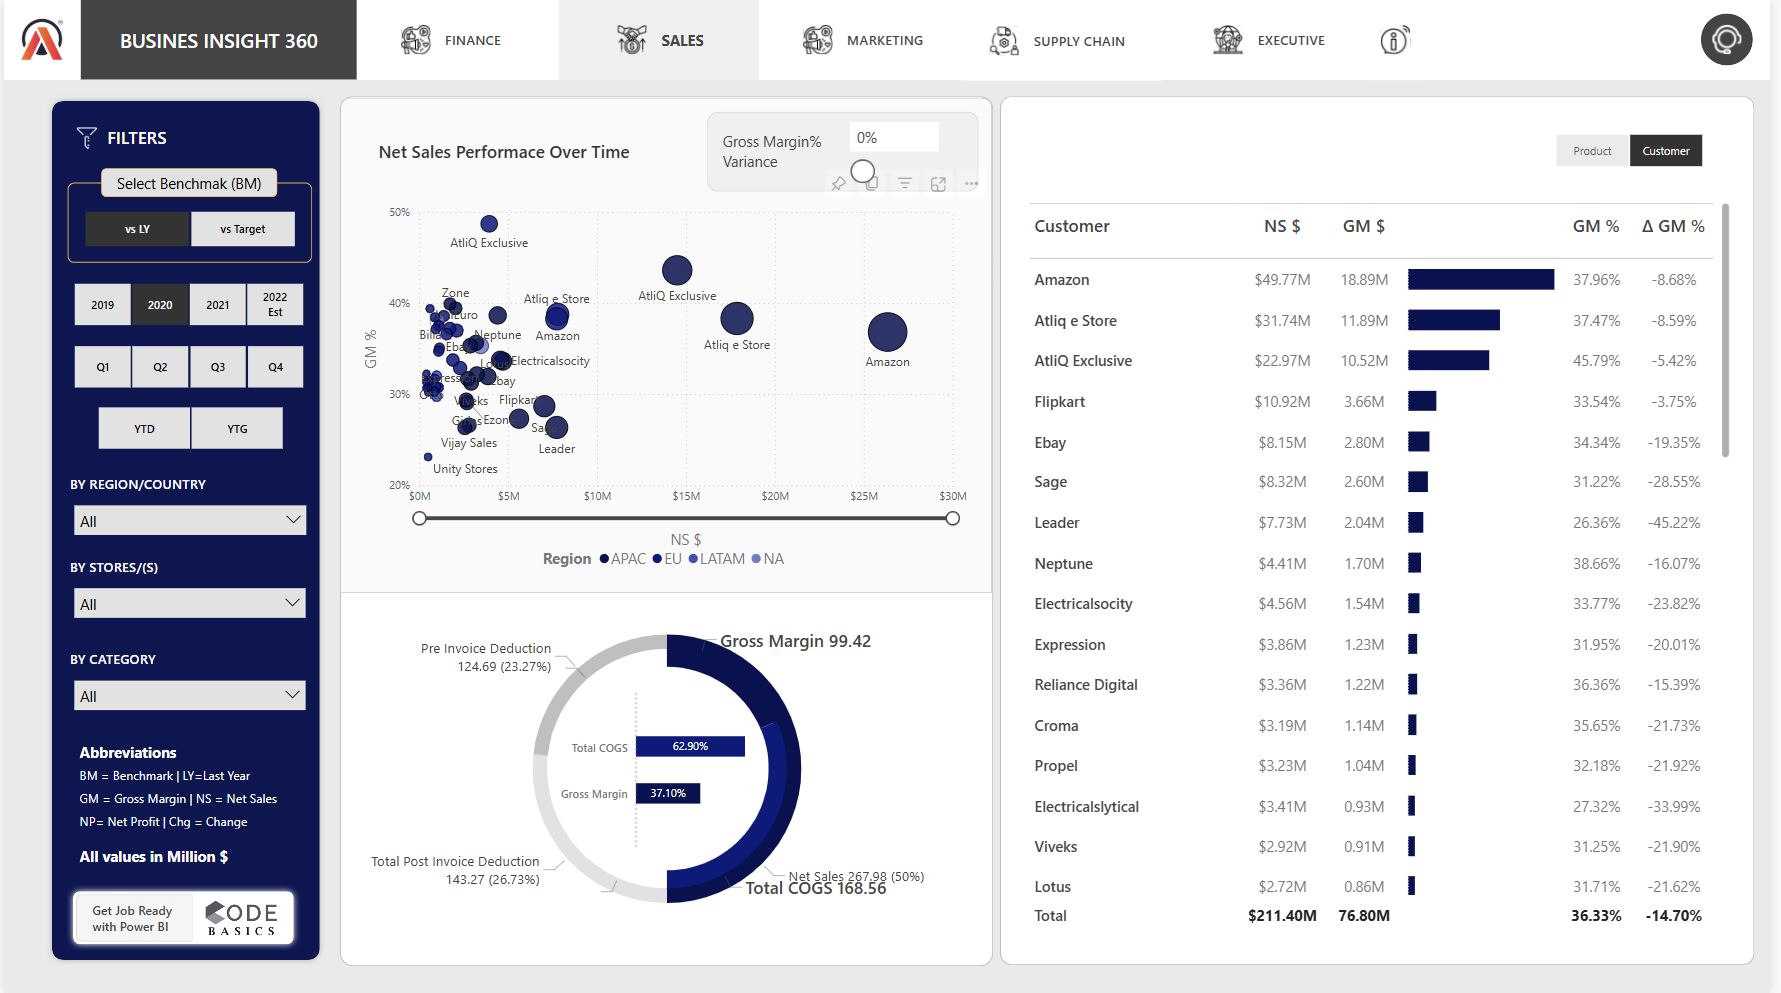 BUSINES INSIGHT 360
FINANCE
SALES
MARKETING
SUPPLY CHAIN
EXECUTIVE
FILTERS
Select Benchmak (BM)
vs LY
vs Target
2019
2020
2021
2022
Est
Q1
Q2
Q3
Q4
YTD
YTG
BY REGION/COUNTRY
All
BY STORES/(S)
All
BY CATEGORY
All
Abbreviations
BM = Benchmark | LY=Last Year
GM = Gross Margin | NS = Net Sales
NP= Net Profit | Chg = Change
All values in Million $
Get Job Ready
with Power BI
CODE
BASICS
Net Sales Performace Over Time
Gross Margin%
Variance
0%
50%
40%
30%
20%
GM %
AtliQ Exclusive
AtliQ Exclusive
Zone
Atliq e Store
Euro
Neptune
Amazon
Atliq e Store
Ebay
Electricalsocity
Amazon
Expression
Ebay
Viveks
Flipkart
Ezone
Sage
Vijay Sales
Leader
Unity Stores
$0M
$5M
$10M
$15M
$20M
$25M
$30M
NS $
Region APAC EU LATAM NA
Pre Invoice Deduction
124.69 (23.27%)
Gross Margin 99.42
Total COGS
62.90%
Gross Margin
37.10%
Total Post Invoice Deduction
143.27 (26.73%)
Net Sales 267.98 (50%)
Total COGS 168.56
Product
Customer
Customer NS $ GM $ GM % Δ GM %
Amazon $49.77M 18.89M 37.96% -8.68%
Atliq e Store $31.74M 11.89M 37.47% -8.59%
AtliQ Exclusive $22.97M 10.52M 45.79% -5.42%
Flipkart $10.92M 3.66M 33.54% -3.75%
Ebay $8.15M 2.80M 34.34% -19.35%
Sage $8.32M 2.60M 31.22% -28.55%
Leader $7.73M 2.04M 26.36% -45.22%
Neptune $4.41M 1.70M 38.66% -16.07%
Electricalsocity $4.56M 1.54M 33.77% -23.82%
Expression $3.86M 1.23M 31.95% -20.01%
Reliance Digital $3.36M 1.22M 36.36% -15.39%
Croma $3.19M 1.14M 35.65% -21.73%
Propel $3.23M 1.04M 32.18% -21.92%
Electricalslytical $3.41M 0.93M 27.32% -33.99%
Viveks $2.92M 0.91M 31.25% -21.90%
Lotus $2.72M 0.86M 31.71% -21.62%
Total $211.40M 76.80M 36.33% -14.70%